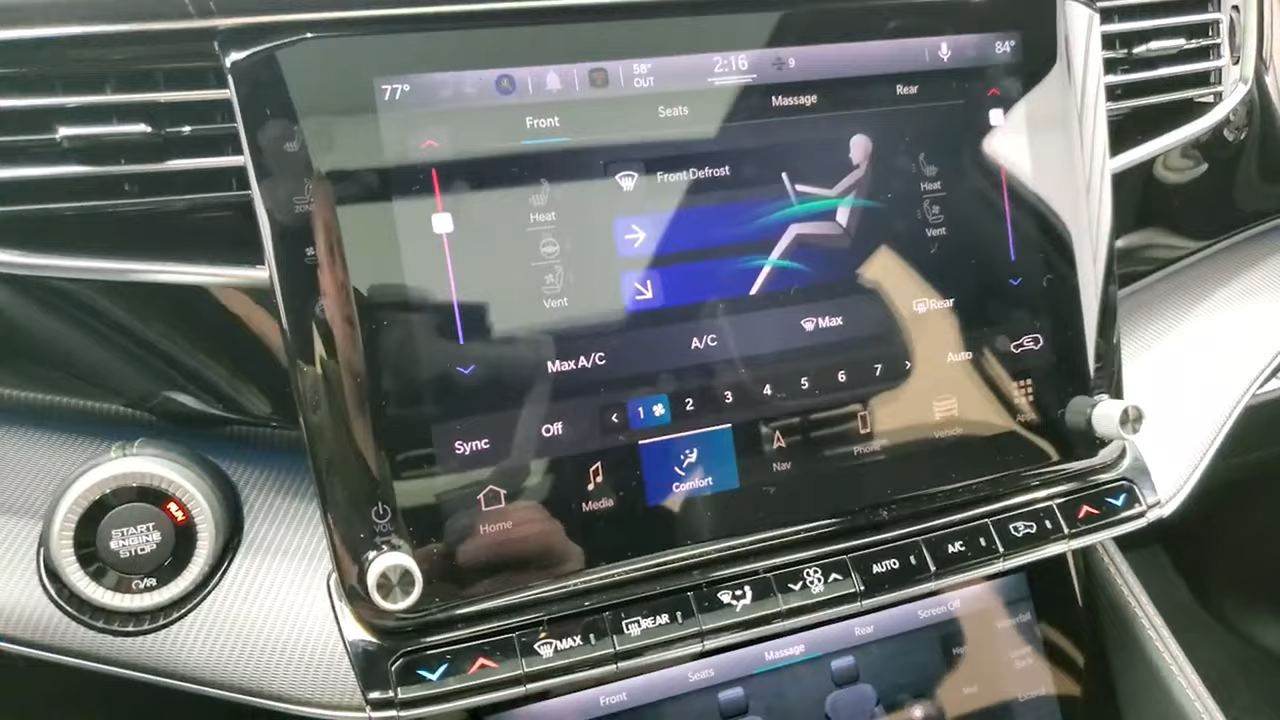 77°
58°
OUT
2:16
9
84°
Front
Seats
Massage
Rear
Front Defrost
Heat
Vent
Heat
Vent
Rear
Max A/C
A/C
Max
Auto
Sync
Off
1 2 3 4 5 6 7
Home
Media
Comfort
Nav
Phone
Vehicle
Apps
VOL
START
ENGINE
STOP
RUN
MAX
REAR
OFF
AUTO
A/C
Front
Seats
Massage
Rear
Screen Off